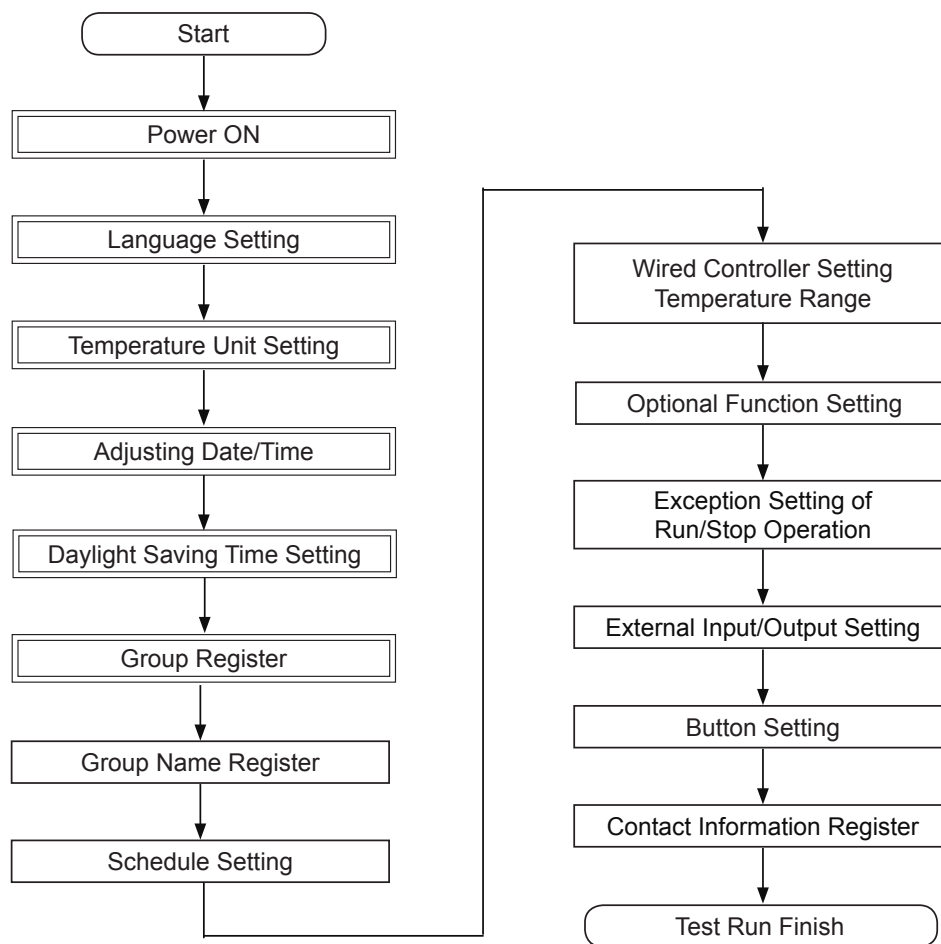 Start
Power ON
Language Setting
Temperature Unit Setting
Adjusting Date/Time
Daylight Saving Time Setting
Group Register
Group Name Register
Schedule Setting
Wired Controller Setting
Temperature Range
Optional Function Setting
Exception Setting of
Run/Stop Operation
External Input/Output Setting
Button Setting
Contact Information Register
Test Run Finish